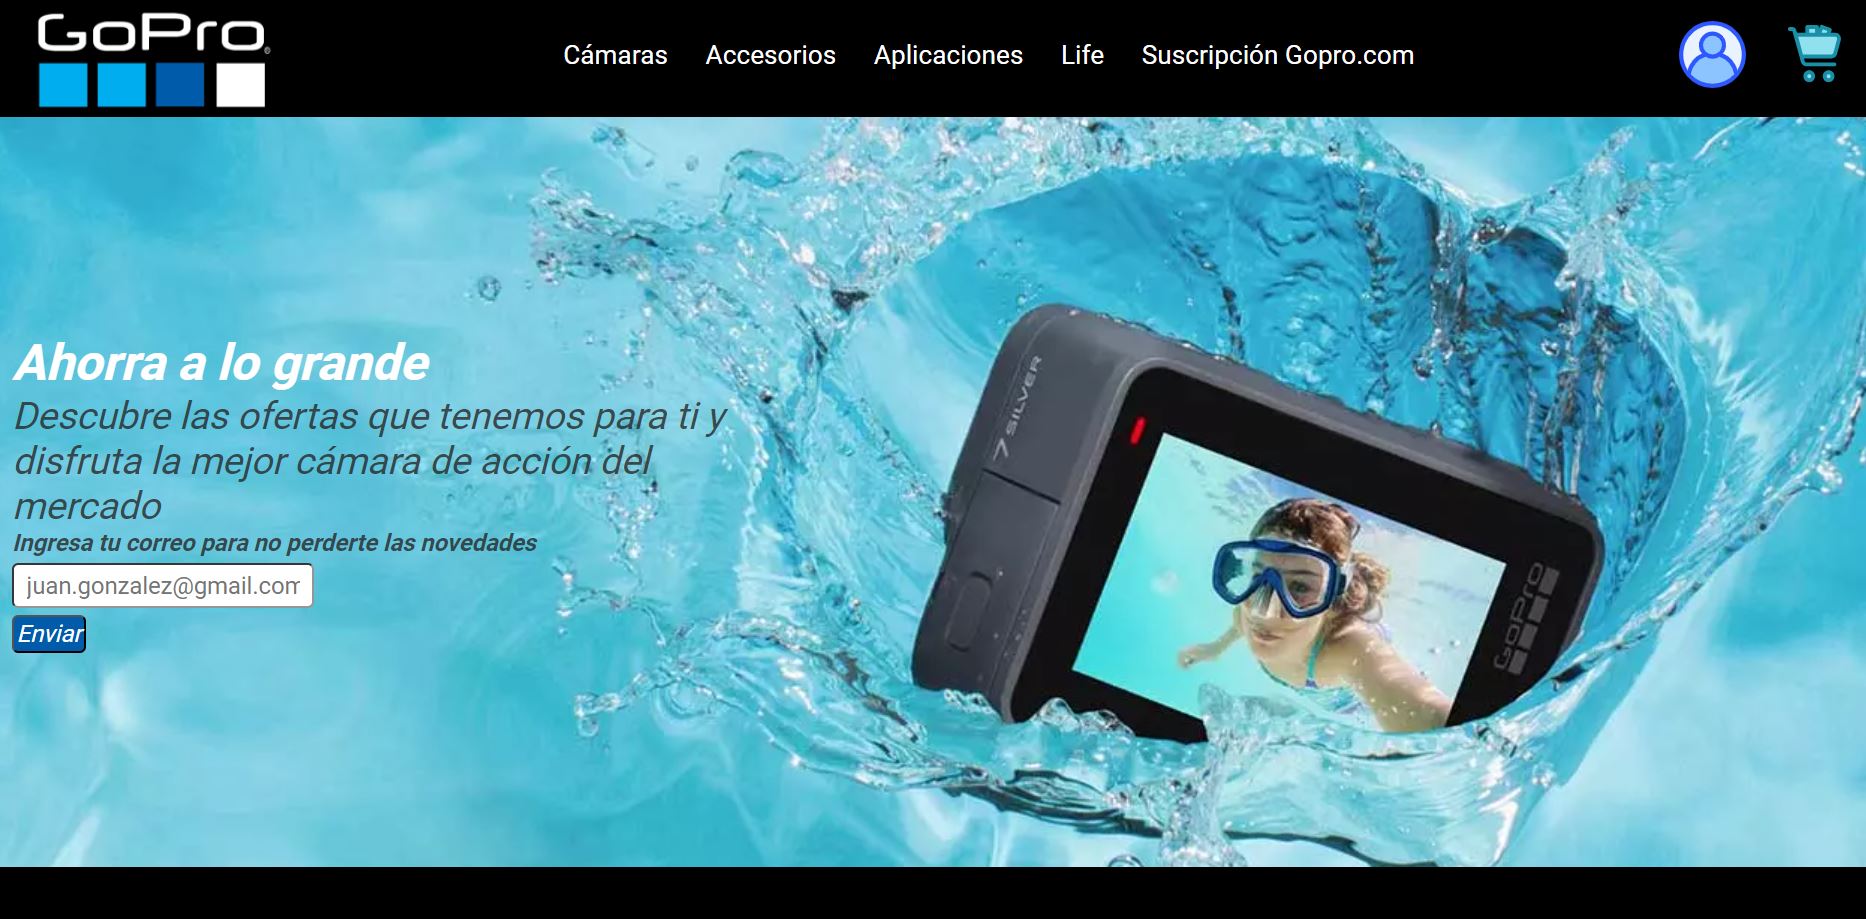 GoPro
Cámaras Accesorios Aplicaciones Life Suscripción Gopro.com
Ahorra a lo grande
Descubre las ofertas que tenemos para ti y
disfruta la mejor cámara de acción del
mercado
Ingresa tu correo para no perderte las novedades
juan.gonzalez@gmail.com
Enviar
7 SILVER
GoPro